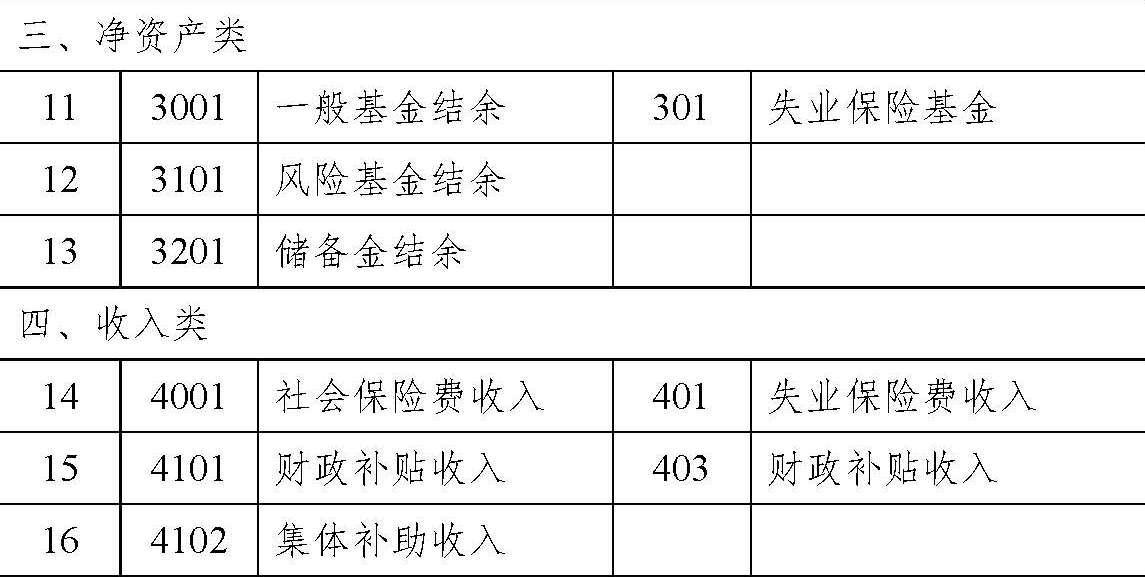 三、净资产类
11 3001 一般基金结余 301 失业保险基金
12 3101 风险基金结余
13 3201 储备金结余
四、收入类
14 4001 社会保险费收入 401 失业保险费收入
15 4101 财政补贴收入 403 财政补贴收入
16 4102 集体补助收入